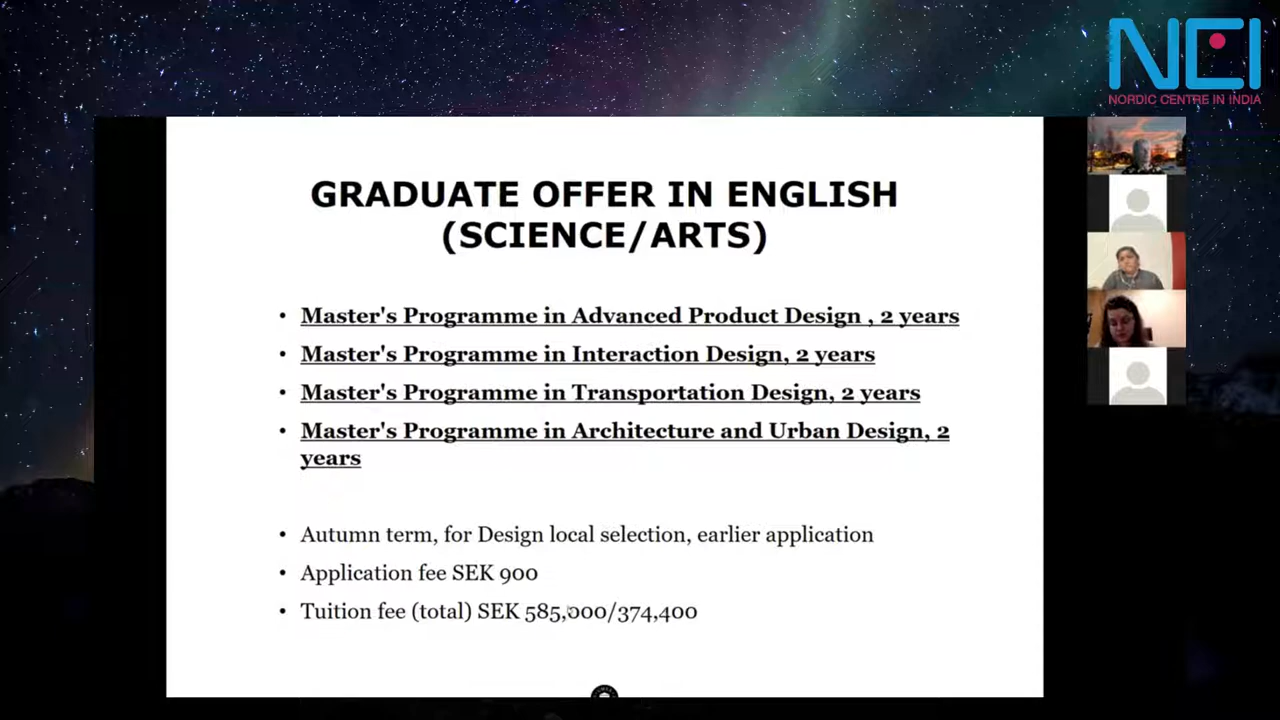 NCI
NORDIC CENTRE IN INDIA
GRADUATE OFFER IN ENGLISH
(SCIENCE/ARTS)
• Master's Programme in Advanced Product Design , 2 years
• Master's Programme in Interaction Design, 2 years
• Master's Programme in Transportation Design, 2 years
• Master's Programme in Architecture and Urban Design, 2
years
• Autumn term, for Design local selection, earlier application
• Application fee SEK 900
• Tuition fee (total) SEK 585,000/374,400